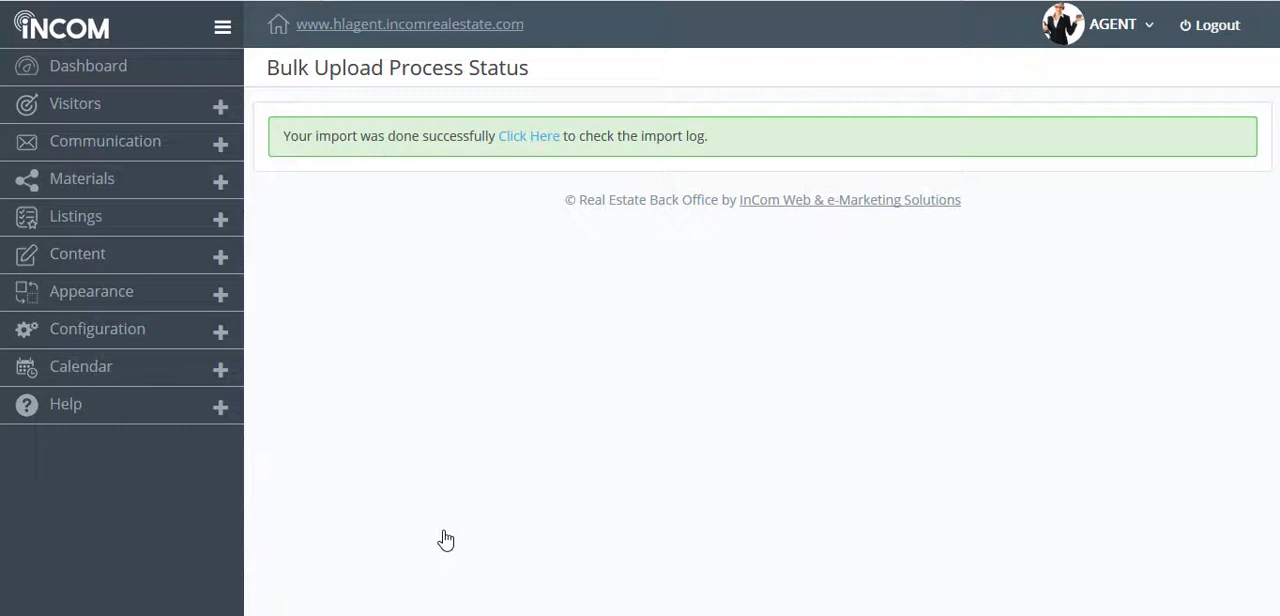 INCOM
www.hlagent.incomrealestate.com
AGENT
Logout
Dashboard
Visitors
Communication
Materials
Listings
Content
Appearance
Configuration
Calendar
Help
Bulk Upload Process Status
Your import was done successfully Click Here to check the import log.
© Real Estate Back Office by InCom Web & e-Marketing Solutions